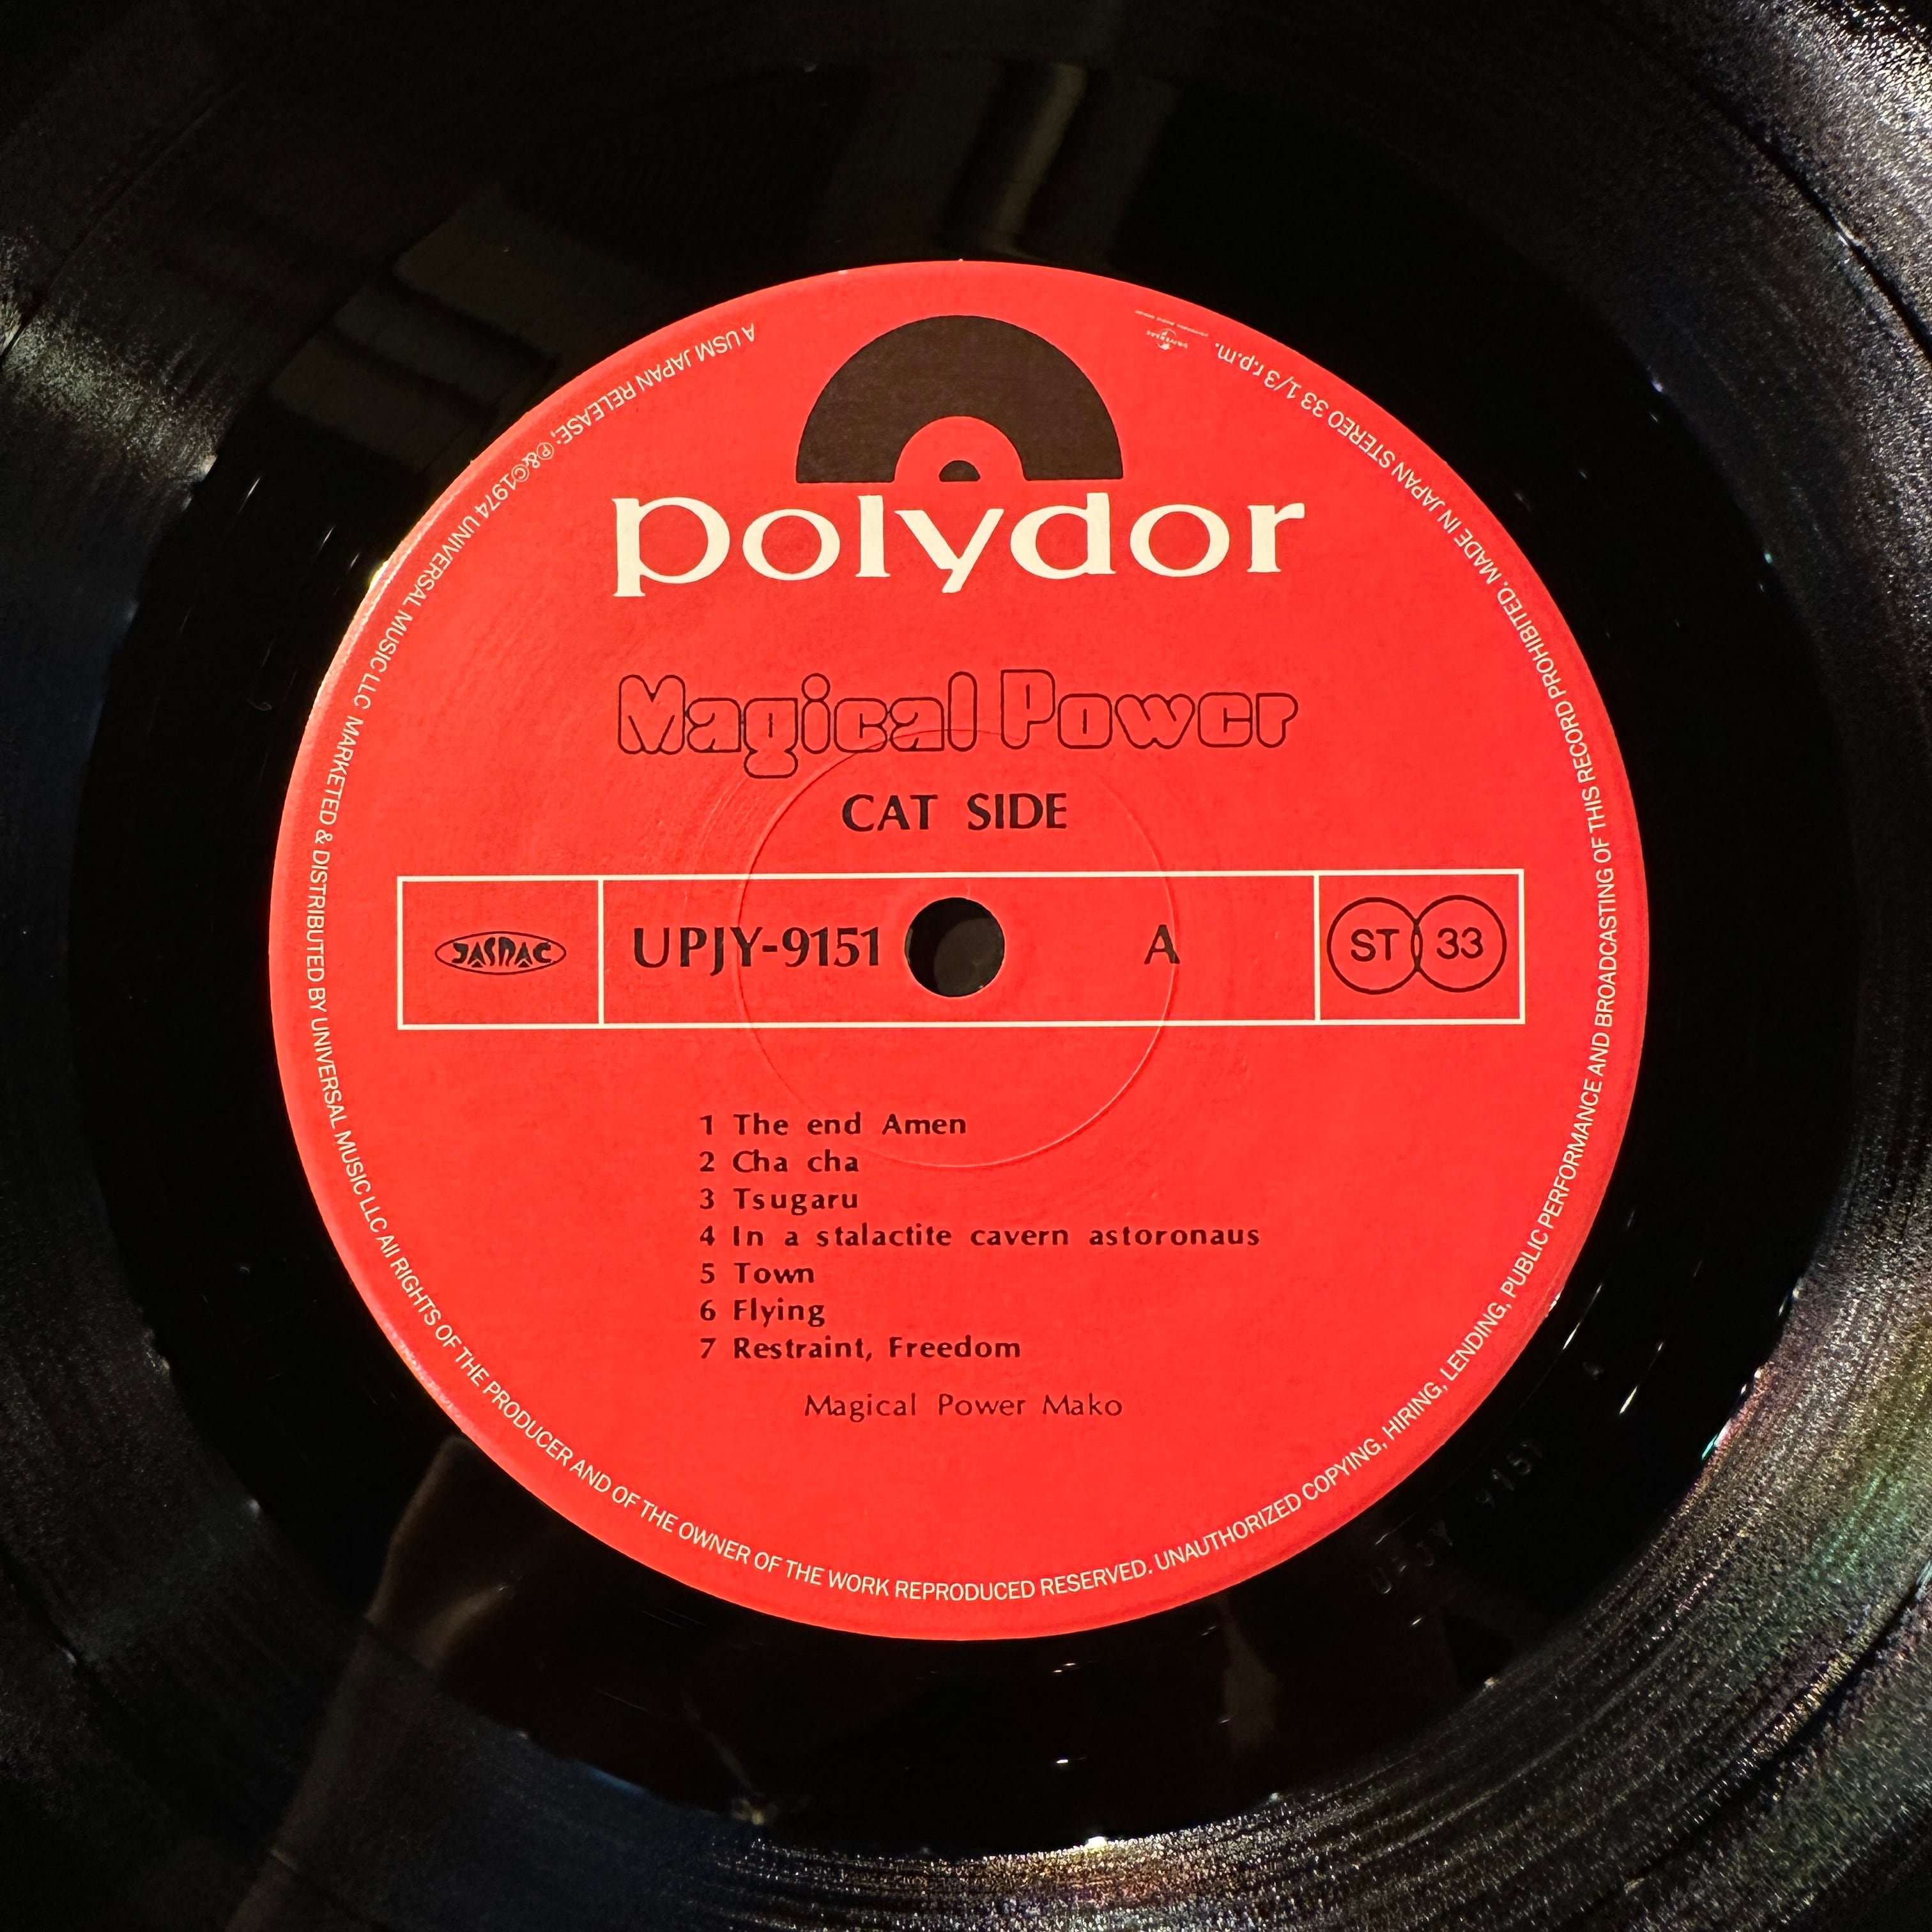 polydor
Magical Power
CAT SIDE
JASRAC
UPJY-9151
A
ST 33
1 The end Amen
2 Cha cha
3 Tsugaru
4 In a stalactite cavern astoronaus
5 Town
6 Flying
7 Restraint, Freedom
Magical Power Mako
A USM JAPAN RELEASE; ℗&©1974 UNIVERSAL MUSIC LLC MARKETED & DISTRIBUTED BY UNIVERSAL MUSIC LLC All RIGHTS OF THE PRODUCER AND OF THE OWNER OF THE WORK REPRODUCED RESERVED. UNAUTHORIZED COPYING, HIRING, LENDING, PUBLIC PERFORMANCE AND BROADCASTING OF THIS RECORD PROHIBITED. MADE IN JAPAN STEREO 33 1/3 r.p.m.
UNIVERSAL
UPJY 9151